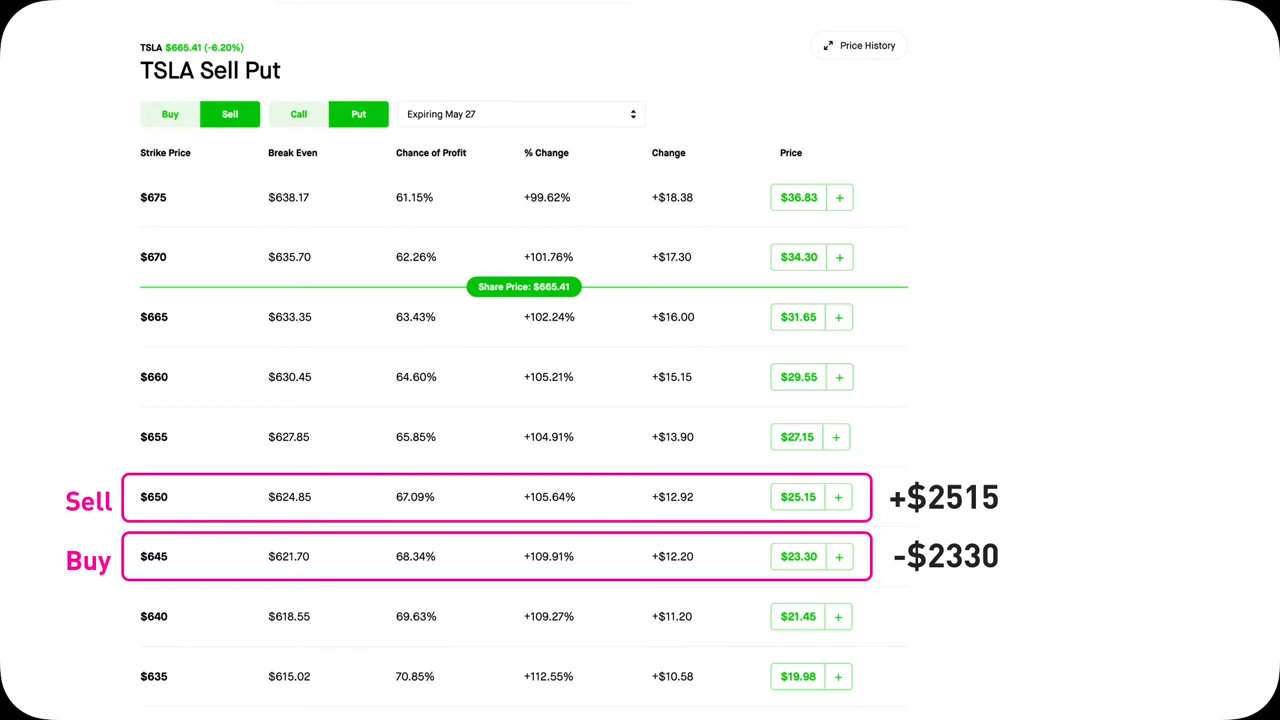 TSLA $665.41 (-6.20%)
TSLA Sell Put
Price History
Buy Sell Call Put Expiring May 27
Strike Price Break Even Chance of Profit % Change Change Price
$675 $638.17 61.15% +99.62% +$18.38 $36.83 +
$670 $635.70 62.26% +101.76% +$17.30 $34.30 +
Share Price: $665.41
$665 $633.35 63.43% +102.24% +$16.00 $31.65 +
$660 $630.45 64.60% +105.21% +$15.15 $29.55 +
$655 $627.85 65.85% +104.91% +$13.90 $27.15 +
Sell $650 $624.85 67.09% +105.64% +$12.92 $25.15 + +$2515
Buy $645 $621.70 68.34% +109.91% +$12.20 $23.30 + -$2330
$640 $618.55 69.63% +109.27% +$11.20 $21.45 +
$635 $615.02 70.85% +112.55% +$10.58 $19.98 +